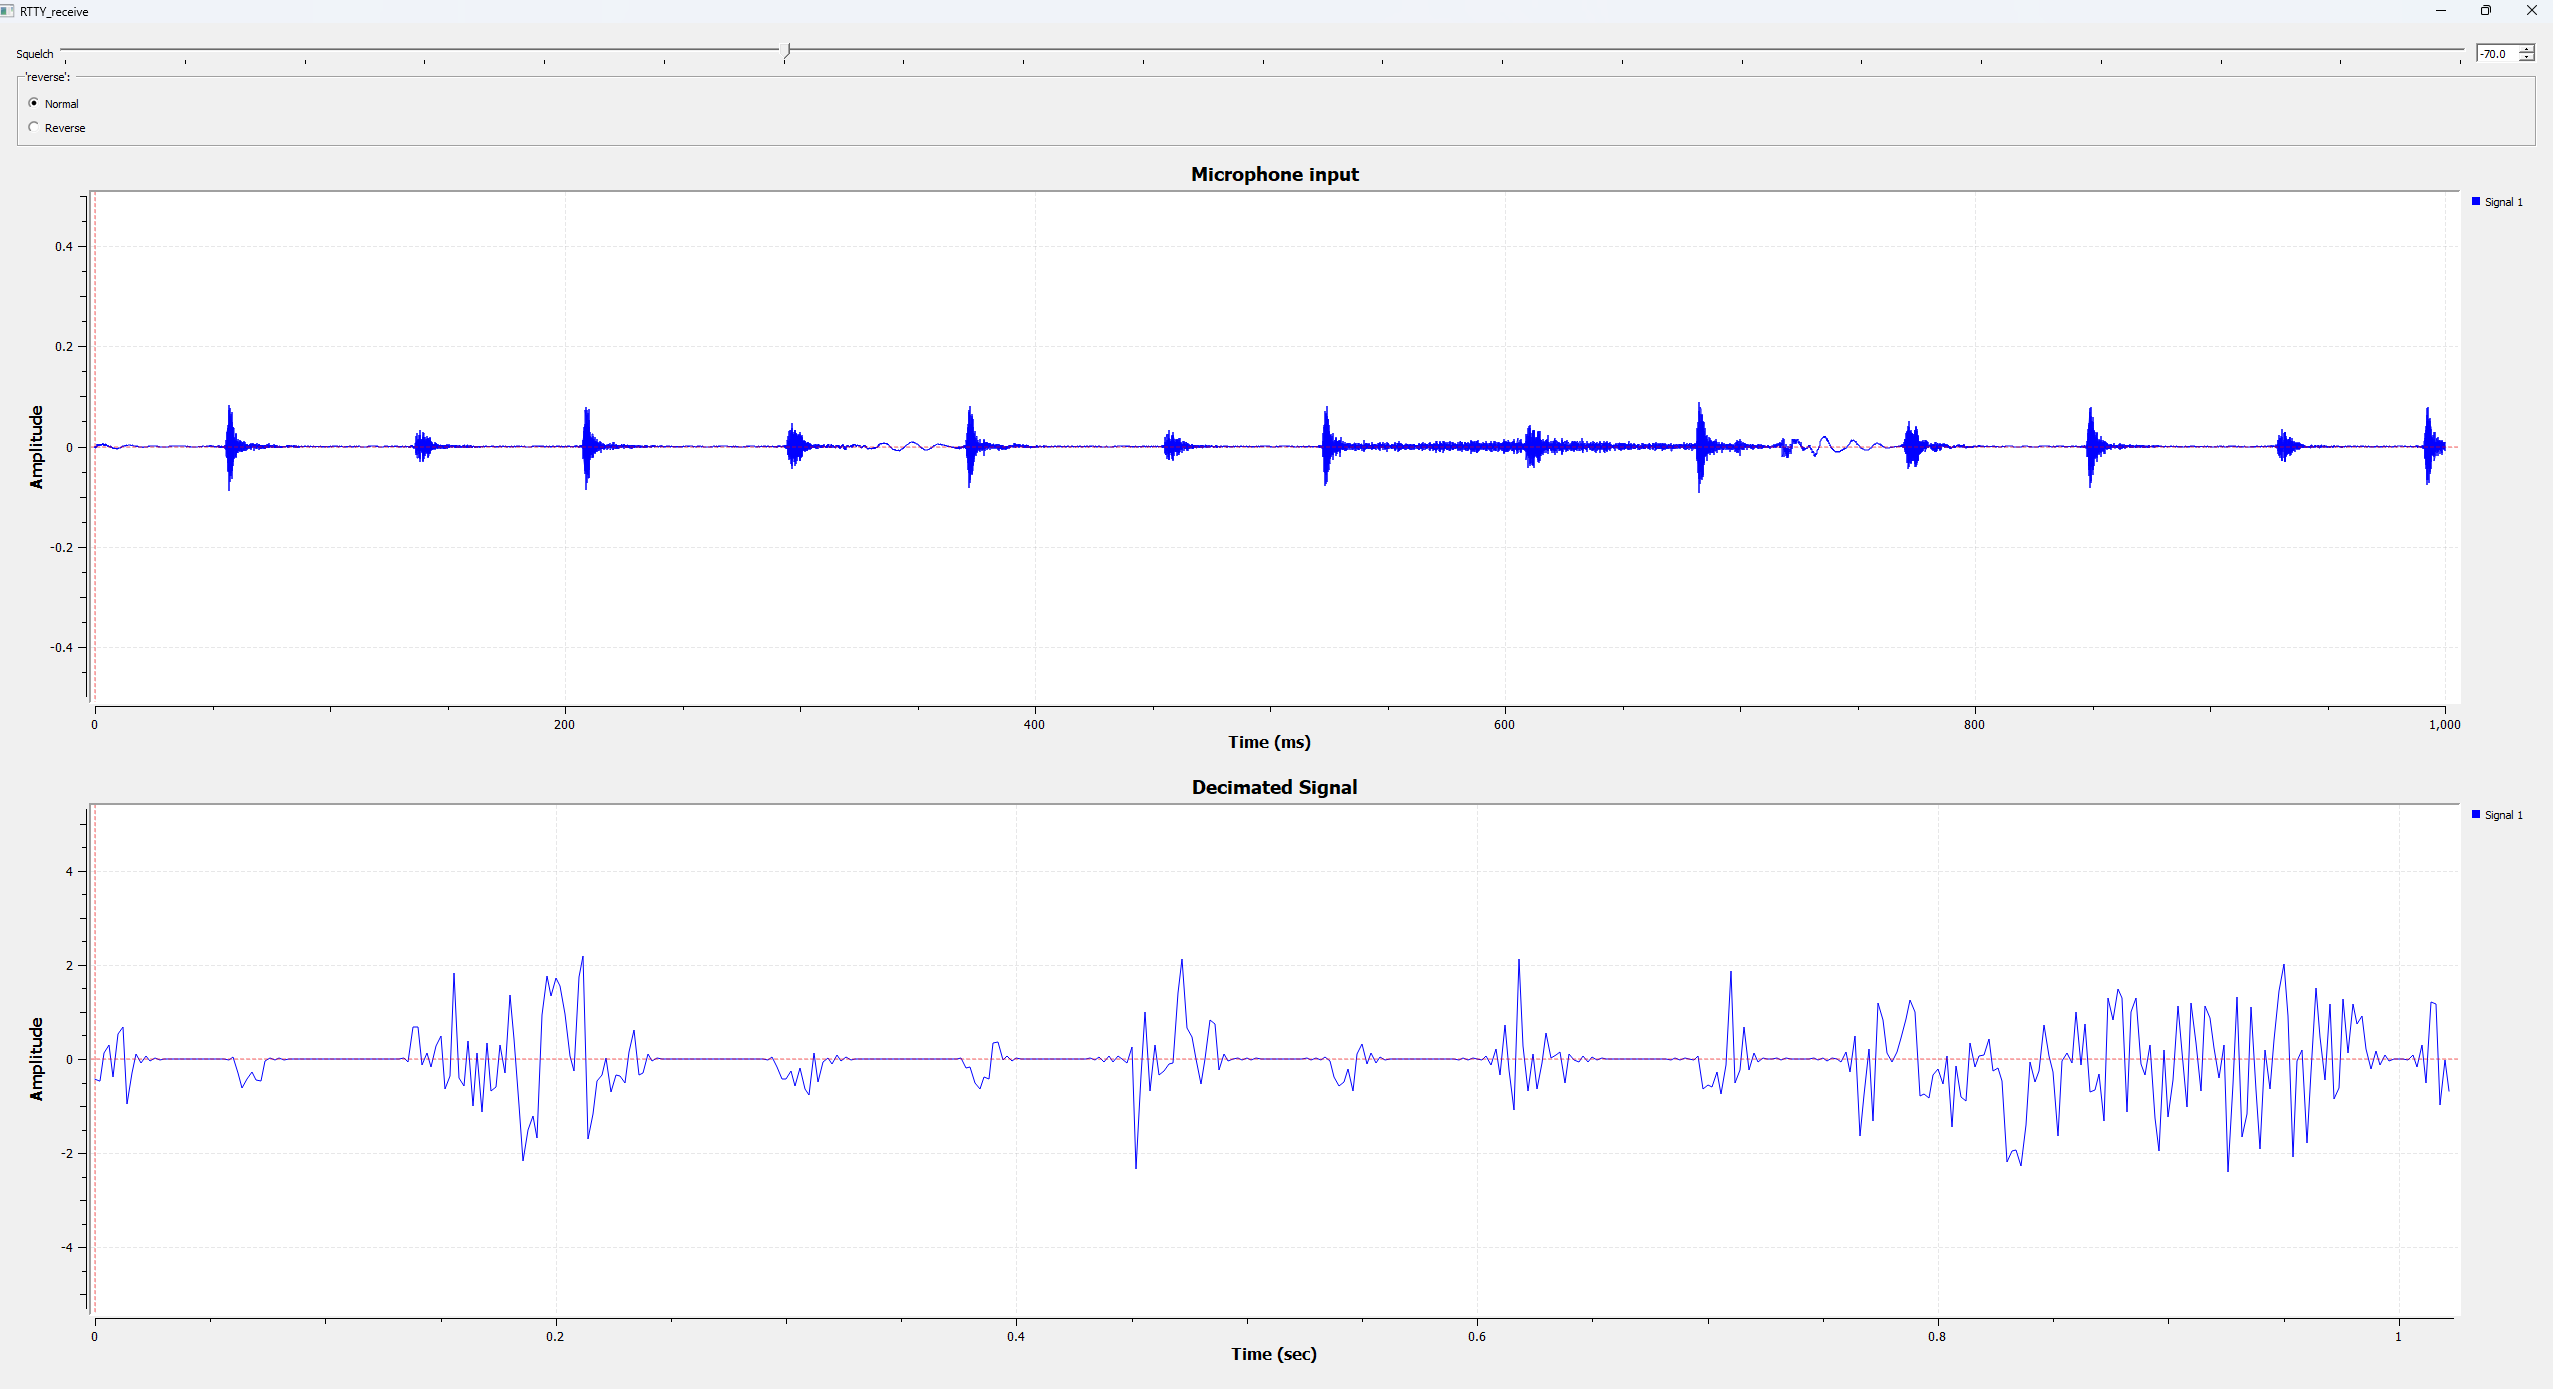 RTTY_receive
Squelch
-70.0
'reverse':
Normal
Reverse
Microphone input
Signal 1
0.4
0.2
0
-0.2
-0.4
Amplitude
0 200 400 600 800 1,000
Time (ms)
Decimated Signal
Signal 1
4
2
0
-2
-4
Amplitude
0 0.2 0.4 0.6 0.8 1
Time (sec)